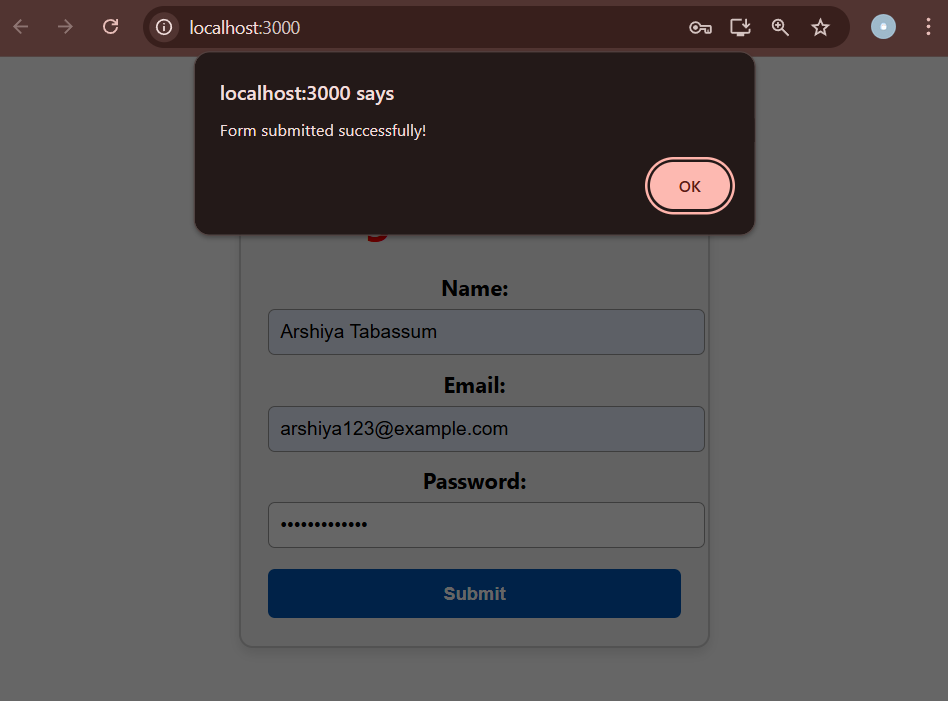 localhost:3000
localhost:3000 says
Form submitted successfully!
OK
Name:
Arshiya Tabassum
Email:
arshiya123@example.com
Password:
•••••••••••••
Submit